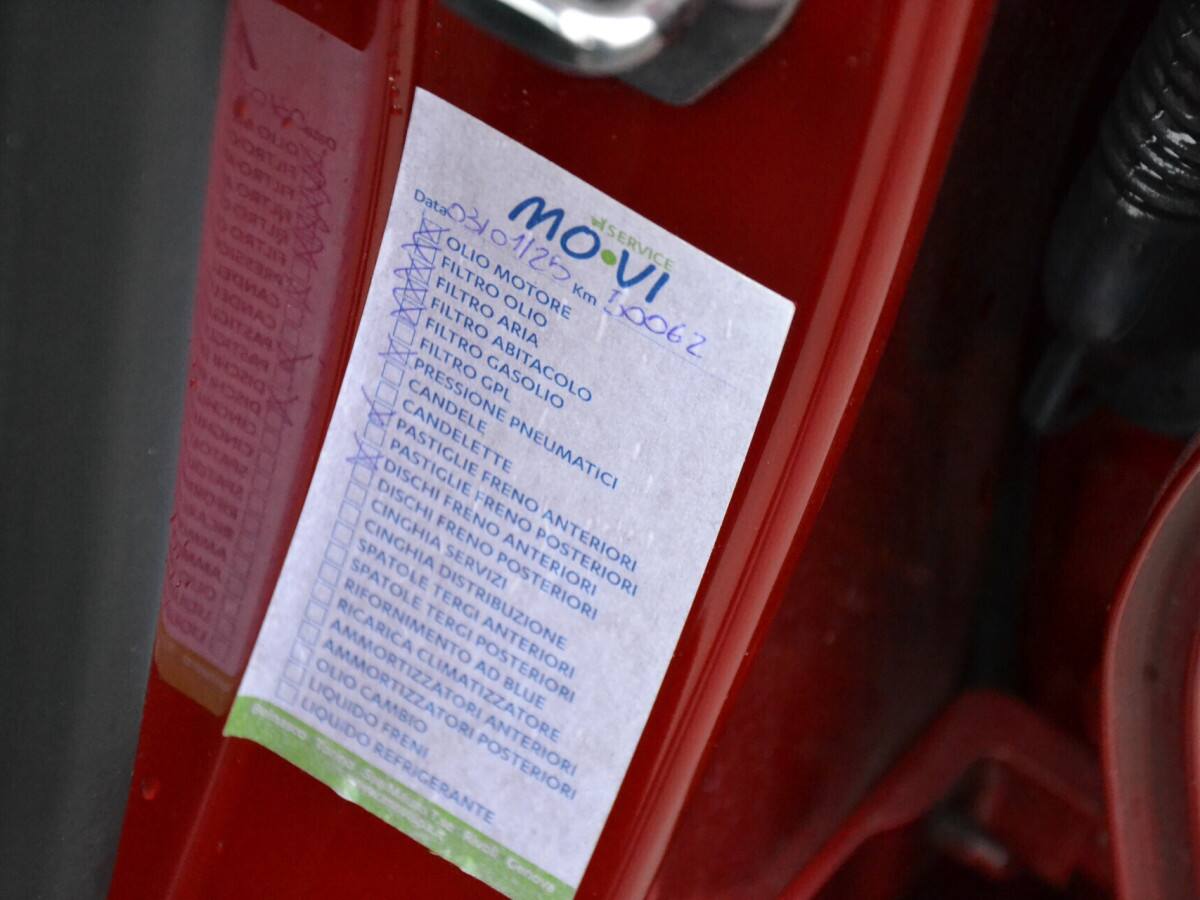 SERVICE
MO•VI
Data 03/01/25 Km 50062
OLIO MOTORE
FILTRO OLIO
FILTRO ARIA
FILTRO ABITACOLO
FILTRO GASOLIO
FILTRO GPL
PRESSIONE PNEUMATICI
CANDELE
CANDELETTE
PASTIGLIE FRENO ANTERIORI
PASTIGLIE FRENO POSTERIORI
DISCHI FRENO ANTERIORI
DISCHI FRENO POSTERIORI
CINGHIA SERVIZI
CINGHIA DISTRIBUZIONE
SPATOLE TERGI ANTERIORI
SPATOLE TERGI POSTERIORI
RIFORNIMENTO AD BLUE
RICARICA CLIMATIZZATORE
AMMORTIZZATORI ANTERIORI
AMMORTIZZATORI POSTERIORI
OLIO CAMBIO
LIQUIDO FRENI
LIQUIDO REFRIGERANTE